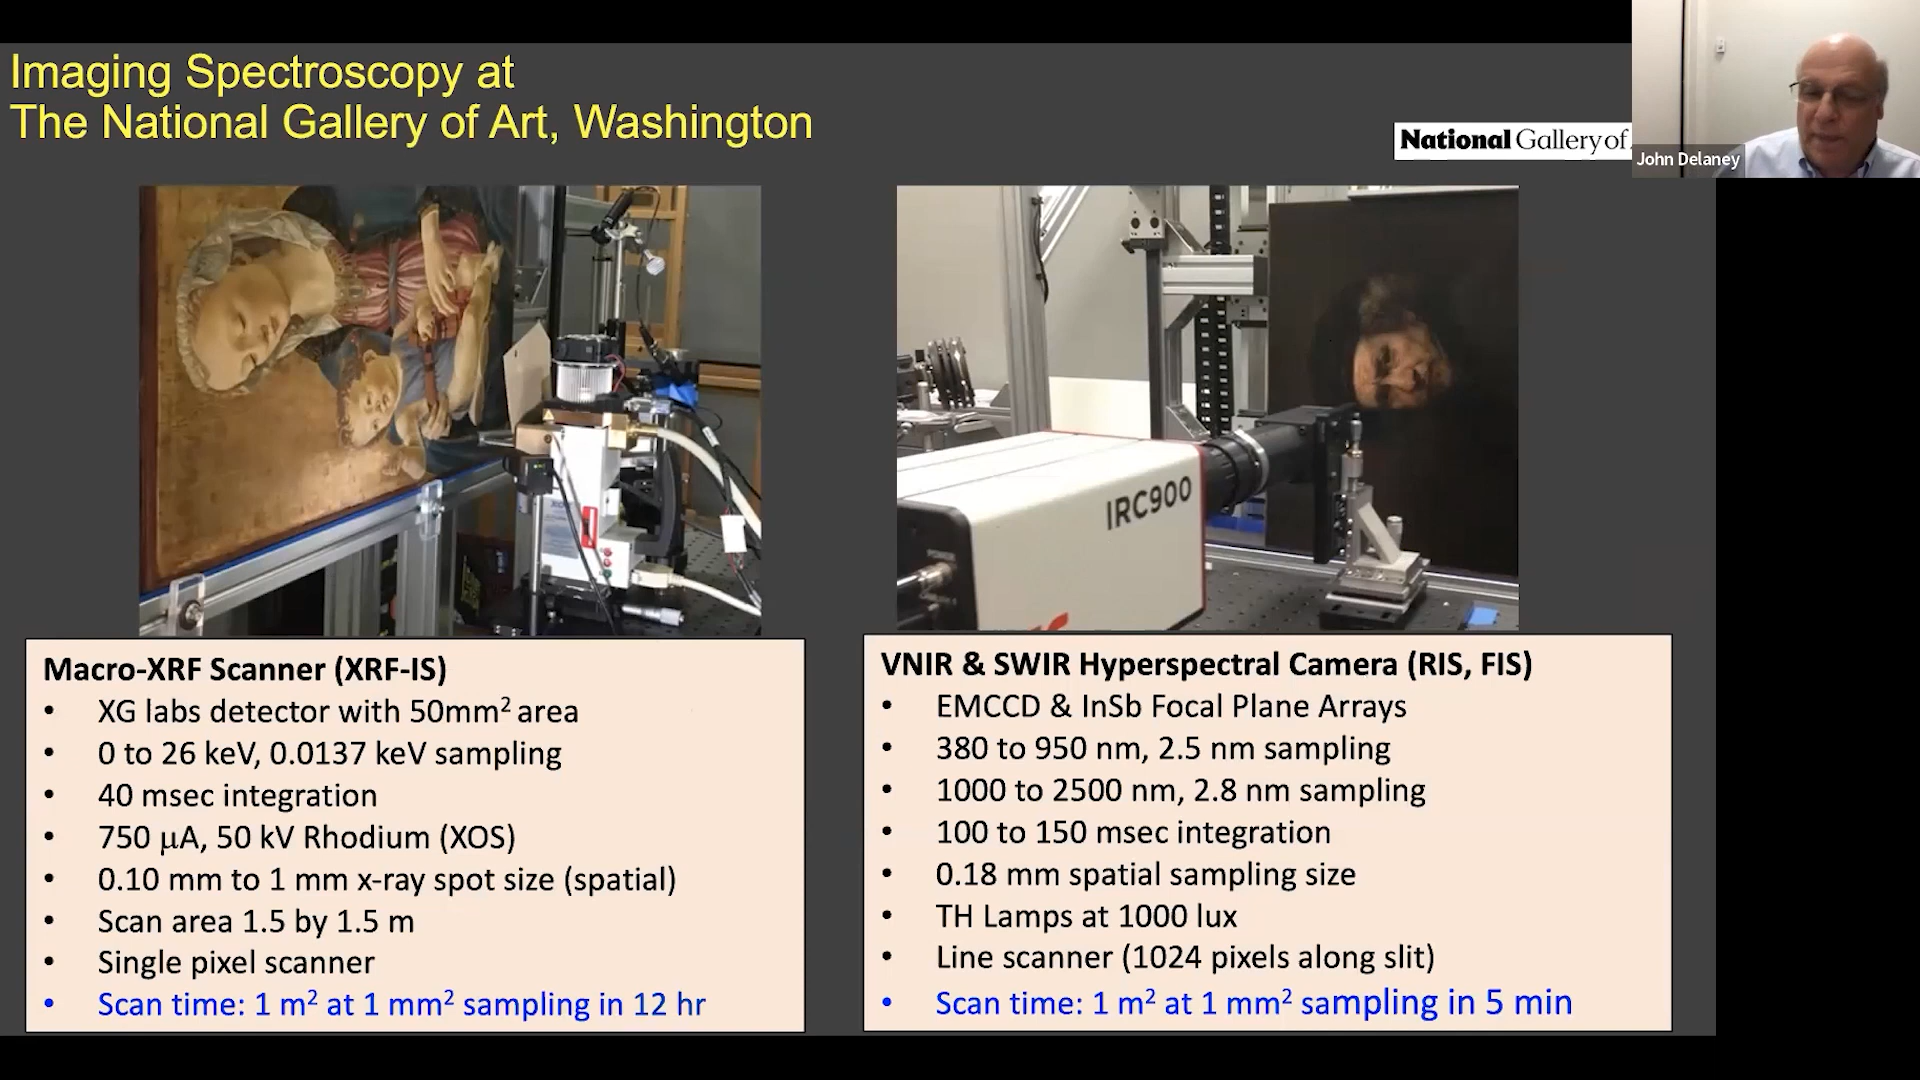 Imaging Spectroscopy at
The National Gallery of Art, Washington
National Gallery of
John Delaney
IRC900
Macro-XRF Scanner (XRF-IS)
• XG labs detector with 50mm² area
• 0 to 26 keV, 0.0137 keV sampling
• 40 msec integration
• 750 µA, 50 kV Rhodium (XOS)
• 0.10 mm to 1 mm x-ray spot size (spatial)
• Scan area 1.5 by 1.5 m
• Single pixel scanner
• Scan time: 1 m² at 1 mm² sampling in 12 hr
VNIR & SWIR Hyperspectral Camera (RIS, FIS)
• EMCCD & InSb Focal Plane Arrays
• 380 to 950 nm, 2.5 nm sampling
• 1000 to 2500 nm, 2.8 nm sampling
• 100 to 150 msec integration
• 0.18 mm spatial sampling size
• TH Lamps at 1000 lux
• Line scanner (1024 pixels along slit)
• Scan time: 1 m² at 1 mm² sampling in 5 min